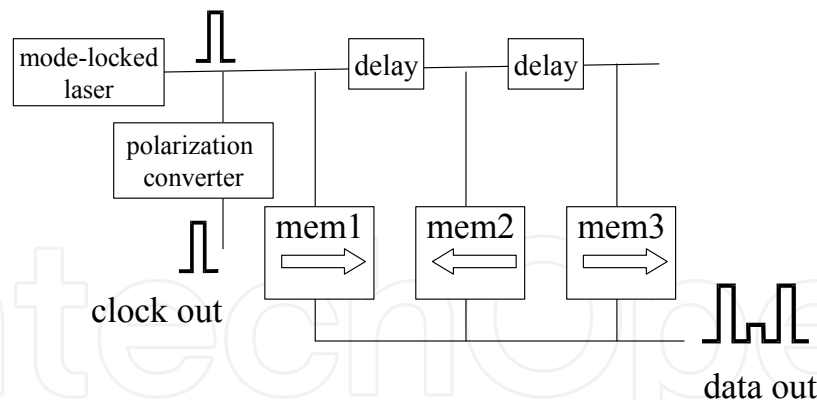 mode-locked
laser
delay
delay
polarization
converter
mem1
mem2
mem3
clock out
data out